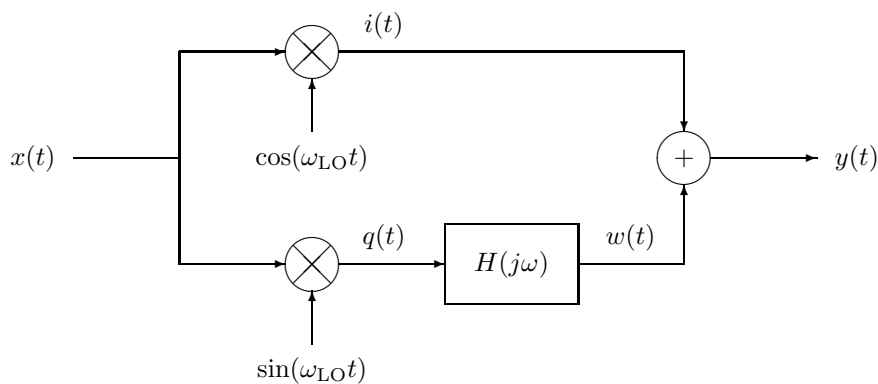 i(t)
x(t)
cos(ω_LO t)
+
y(t)
q(t)
H(jω)
w(t)
sin(ω_LO t)